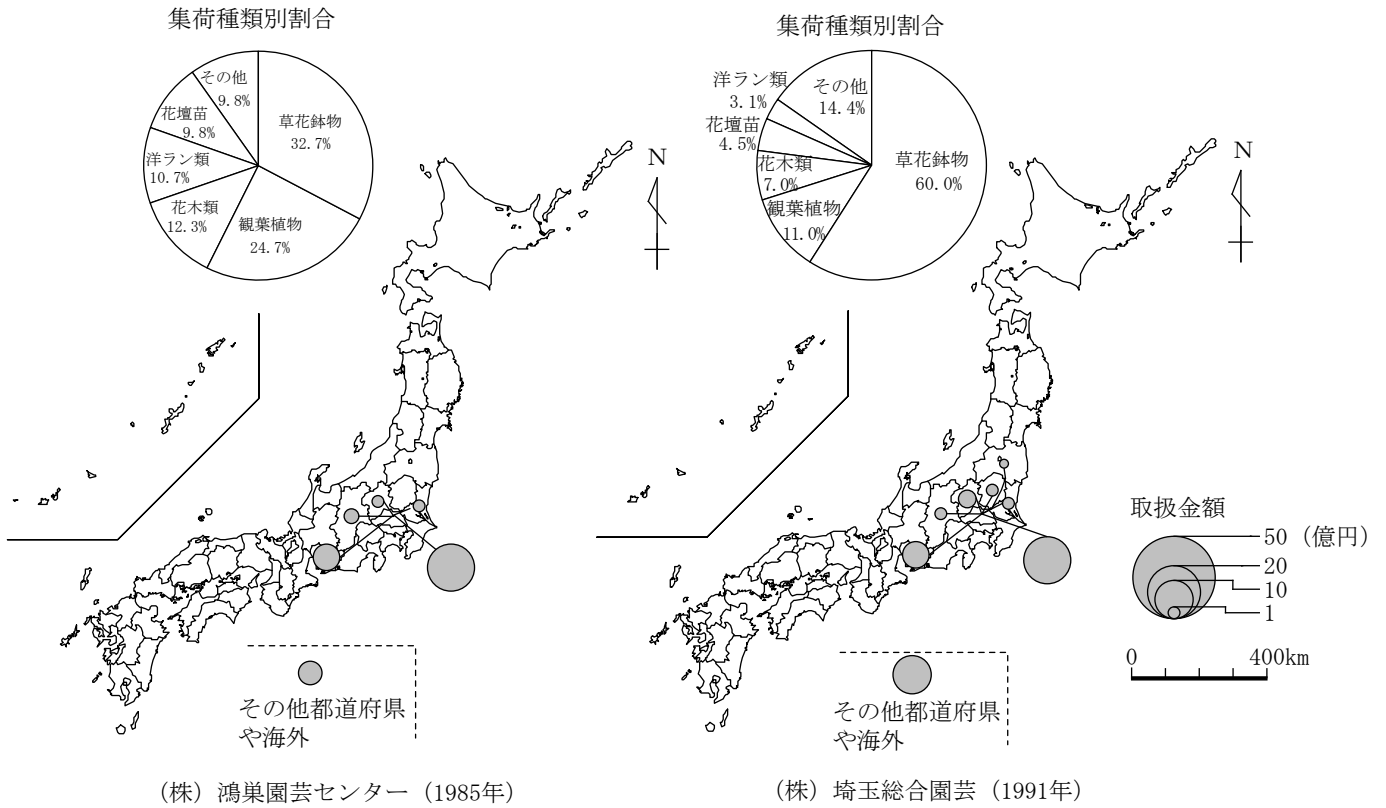 集荷種類別割合
その他
9.8%
草花鉢物
32.7%
花壇苗
9.8%
洋ラン類
10.7%
花木類
12.3%
観葉植物
24.7%
N
その他都道府県
や海外
(株) 鴻巣園芸センター (1985年)
集荷種類別割合
洋ラン類
3.1%
その他
14.4%
花壇苗
4.5%
草花鉢物
60.0%
花木類
7.0%
観葉植物
11.0%
N
その他都道府県
や海外
(株) 埼玉総合園芸 (1991年)
取扱金額
50 (億円)
20
10
1
0 400km